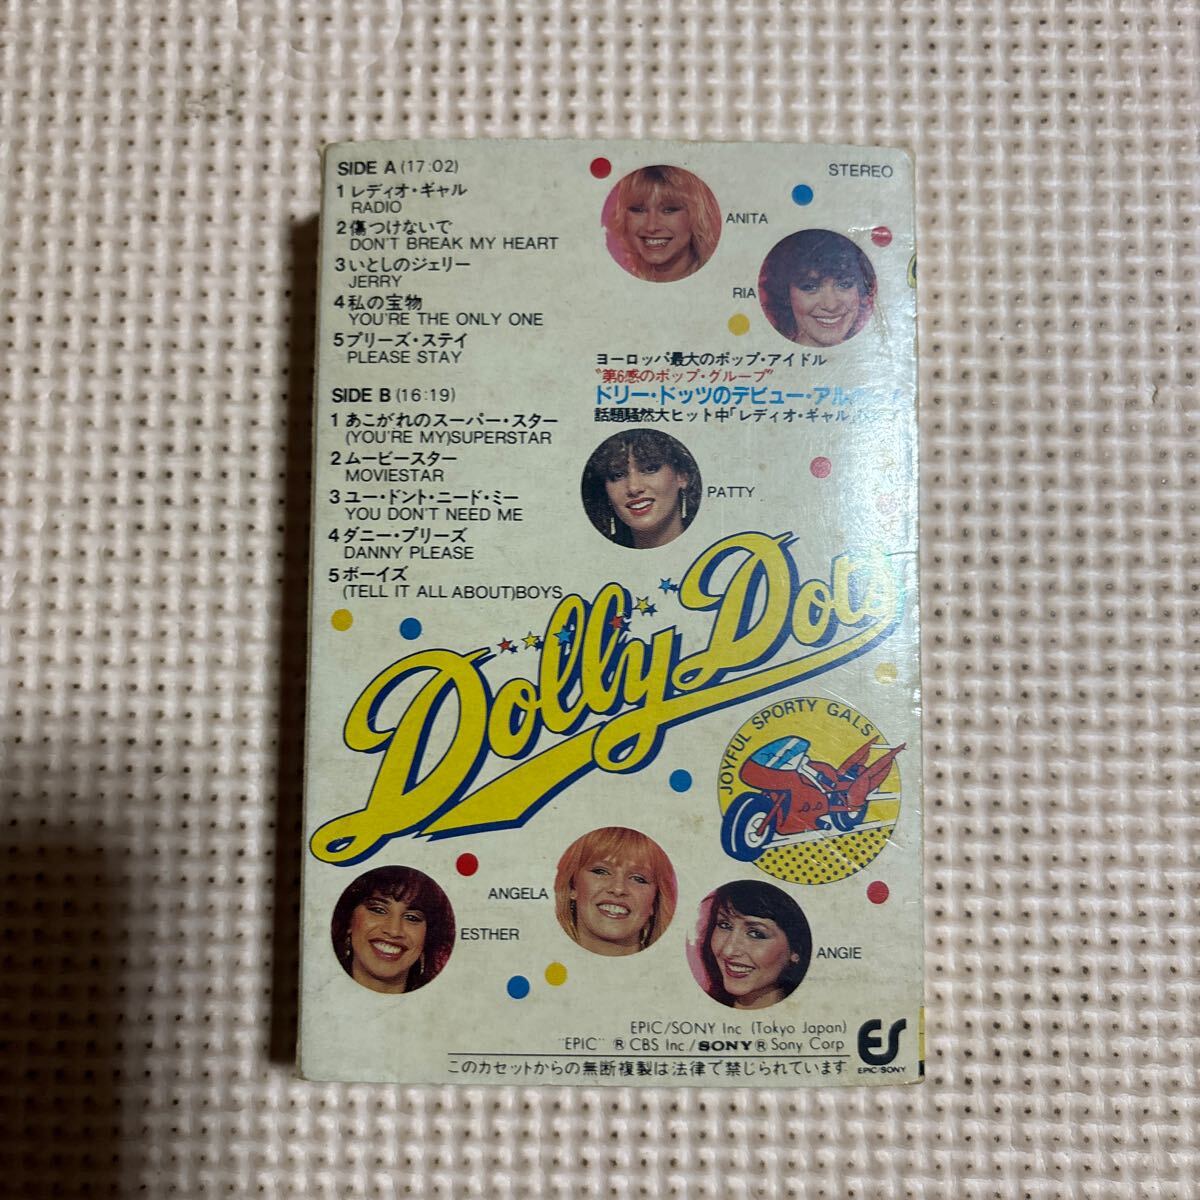 SIDE A (17:02)
1 レディオ・ギャル
RADIO
2 傷つけないで
DON'T BREAK MY HEART
3 いとしのジェリー
JERRY
4 私の宝物
YOU'RE THE ONLY ONE
5 プリーズ・ステイ
PLEASE STAY
SIDE B (16:19)
1 あこがれのスーパー・スター
(YOU'RE MY)SUPERSTAR
2 ムービースター
MOVIESTAR
3 ユー・ドント・ニード・ミー
YOU DON'T NEED ME
4 ダニー・プリーズ
DANNY PLEASE
5 ボーイズ
(TELL IT ALL ABOUT)BOYS
STEREO
ANITA
RIA
ヨーロッパ最大のポップ・アイドル
"第6感のポップ・グループ"
ドリー・ドッツのデビュー・アル
話題騒然大ヒット中「レディオ・ギャル」
PATTY
Dolly Dots
JOYFUL SPORTY GALS
ANGELA
ESTHER
ANGIE
EPIC/SONY Inc (Tokyo Japan)
"EPIC" ® CBS Inc./SONY ® Sony Corp
このカセットからの無断複製は法律で禁じられています
ES
EPIC/SONY